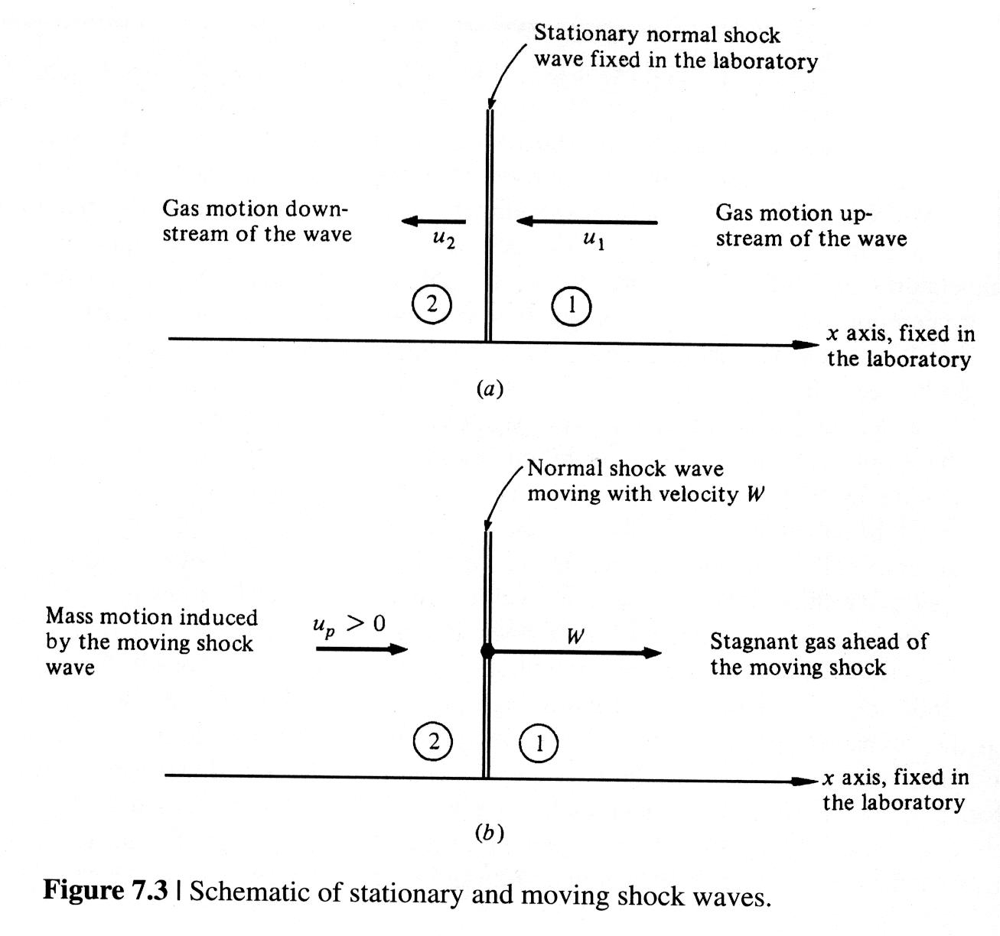 Stationary normal shock
wave fixed in the laboratory
Gas motion down-
stream of the wave
u2
u1
Gas motion up-
stream of the wave
2
1
x axis, fixed in
the laboratory
(a)
Normal shock wave
moving with velocity W
Mass motion induced
by the moving shock
wave
up > 0
W
Stagnant gas ahead of
the moving shock
2
1
x axis, fixed in
the laboratory
(b)
Figure 7.3 | Schematic of stationary and moving shock waves.